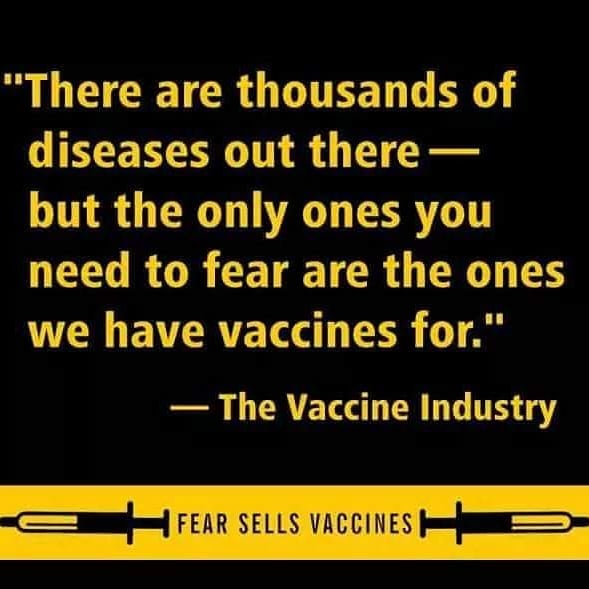 "There are thousands of
diseases out there —
but the only ones you
need to fear are the ones
we have vaccines for."
— The Vaccine Industry
FEAR SELLS VACCINES